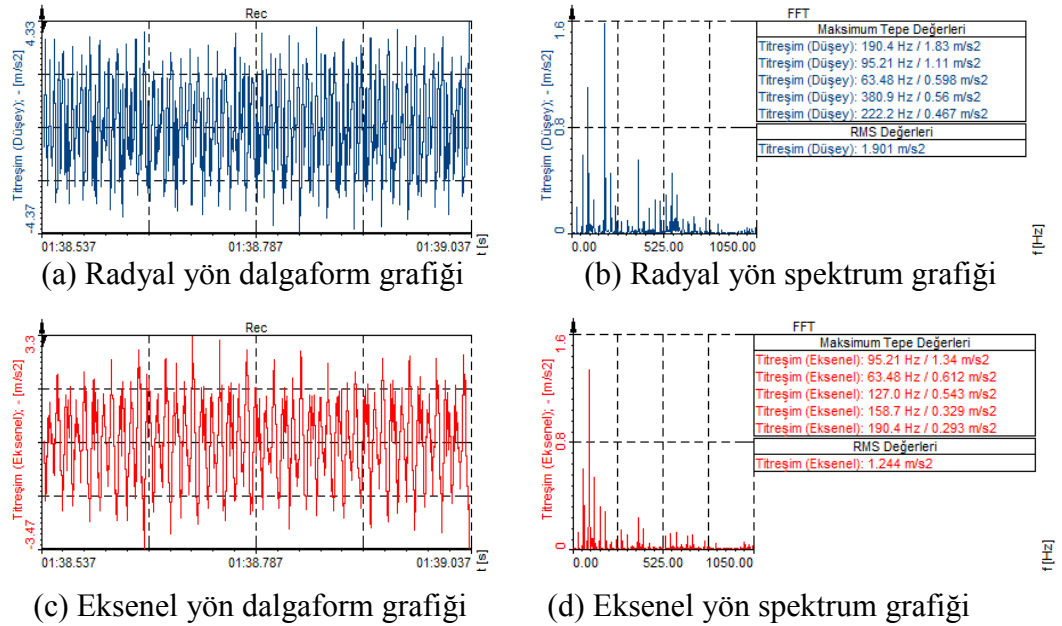 Rec
4.33
Titreşim (Düşey); - [m/s2]
-4.37
01:38.537
01:38.787
01:39.037
t [s]
(a) Radyal yön dalgaform grafiği
FFT
1.6
0.8
0
Titreşim (Düşey); - [m/s2]
0.00
525.00
1050.00
f [Hz]
Maksimum Tepe Değerleri
Titreşim (Düşey): 190.4 Hz / 1.83 m/s2
Titreşim (Düşey): 95.21 Hz / 1.11 m/s2
Titreşim (Düşey): 63.48 Hz / 0.598 m/s2
Titreşim (Düşey): 380.9 Hz / 0.56 m/s2
Titreşim (Düşey): 222.2 Hz / 0.467 m/s2
RMS Değerleri
Titreşim (Düşey): 1.901 m/s2
(b) Radyal yön spektrum grafiği
Rec
3.3
Titreşim (Eksenel); - [m/s2]
-3.47
01:38.537
01:38.787
01:39.037
t [s]
(c) Eksenel yön dalgaform grafiği
FFT
1.6
0.8
0
Titreşim (Eksenel); - [m/s2]
0.00
525.00
1050.00
f [Hz]
Maksimum Tepe Değerleri
Titreşim (Eksenel): 95.21 Hz / 1.34 m/s2
Titreşim (Eksenel): 63.48 Hz / 0.612 m/s2
Titreşim (Eksenel): 127.0 Hz / 0.543 m/s2
Titreşim (Eksenel): 158.7 Hz / 0.329 m/s2
Titreşim (Eksenel): 190.4 Hz / 0.293 m/s2
RMS Değerleri
Titreşim (Eksenel): 1.244 m/s2
(d) Eksenel yön spektrum grafiği